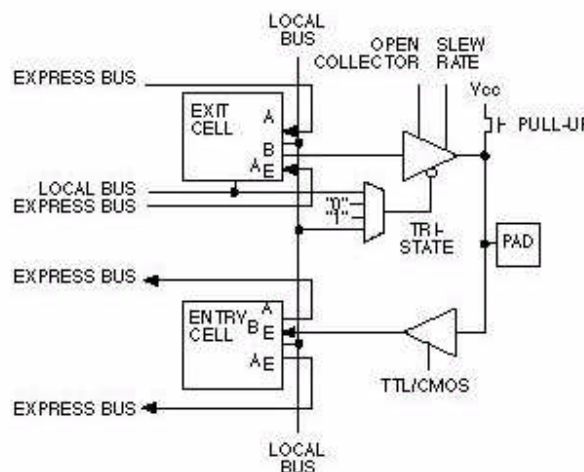 LOCAL
BUS
OPEN
COLLECTOR
SLEW
RATE
Vcc
EXPRESS BUS
PULL-UP
EXIT
CELL
A
B
A E
LOCAL BUS
EXPRESS BUS
"0"
"1"
TRI-
STATE
PAD
EXPRESS BUS
ENTRY
CELL
A
B E
A E
TTL/CMOS
EXPRESS BUS
LOCAL
BUS